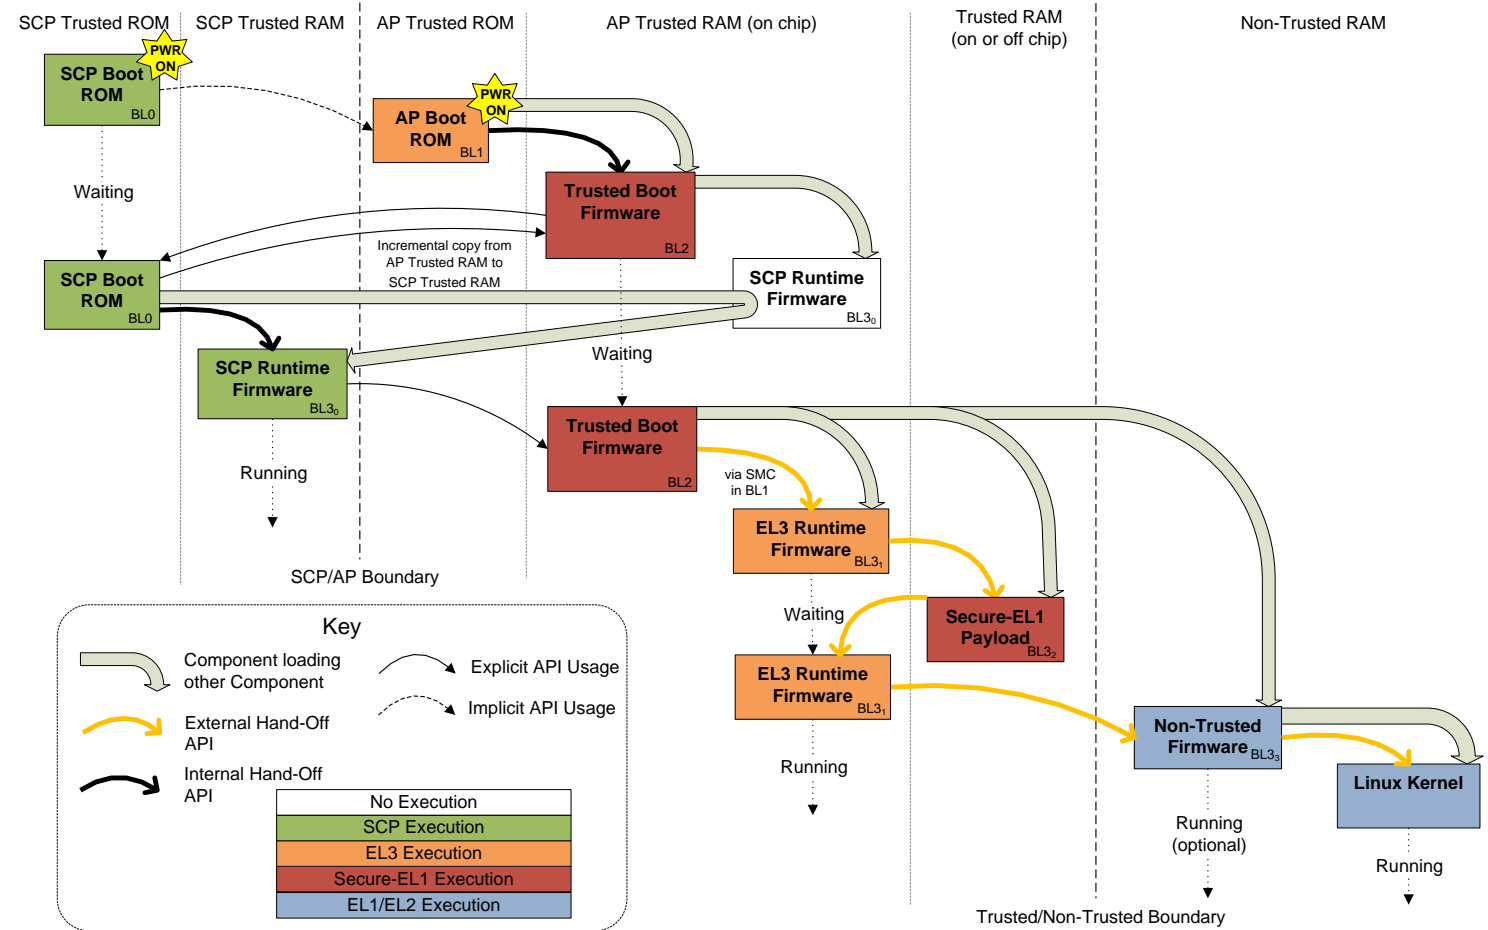 SCP Trusted ROM
SCP Trusted RAM
AP Trusted ROM
AP Trusted RAM (on chip)
Trusted RAM
(on or off chip)
Non-Trusted RAM
PWR
ON
SCP Boot
ROM
BL0
PWR
ON
AP Boot
ROM
BL1
Waiting
Trusted Boot
Firmware
BL2
Incremental copy from
AP Trusted RAM to
SCP Trusted RAM
SCP Boot
ROM
BL0
SCP Runtime
Firmware
BL3₀
Waiting
SCP Runtime
Firmware
BL3₀
Trusted Boot
Firmware
BL2
Running
via SMC
in BL1
EL3 Runtime
Firmware
BL3₁
SCP/AP Boundary
Waiting
Secure-EL1
Payload
BL3₂
EL3 Runtime
Firmware
BL3₁
Non-Trusted
Firmware
BL3₃
Running
Linux Kernel
Running
(optional)
Running
Trusted/Non-Trusted Boundary
Key
Component loading
other Component
Explicit API Usage
Implicit API Usage
External Hand-Off
API
Internal Hand-Off
API
No Execution
SCP Execution
EL3 Execution
Secure-EL1 Execution
EL1/EL2 Execution